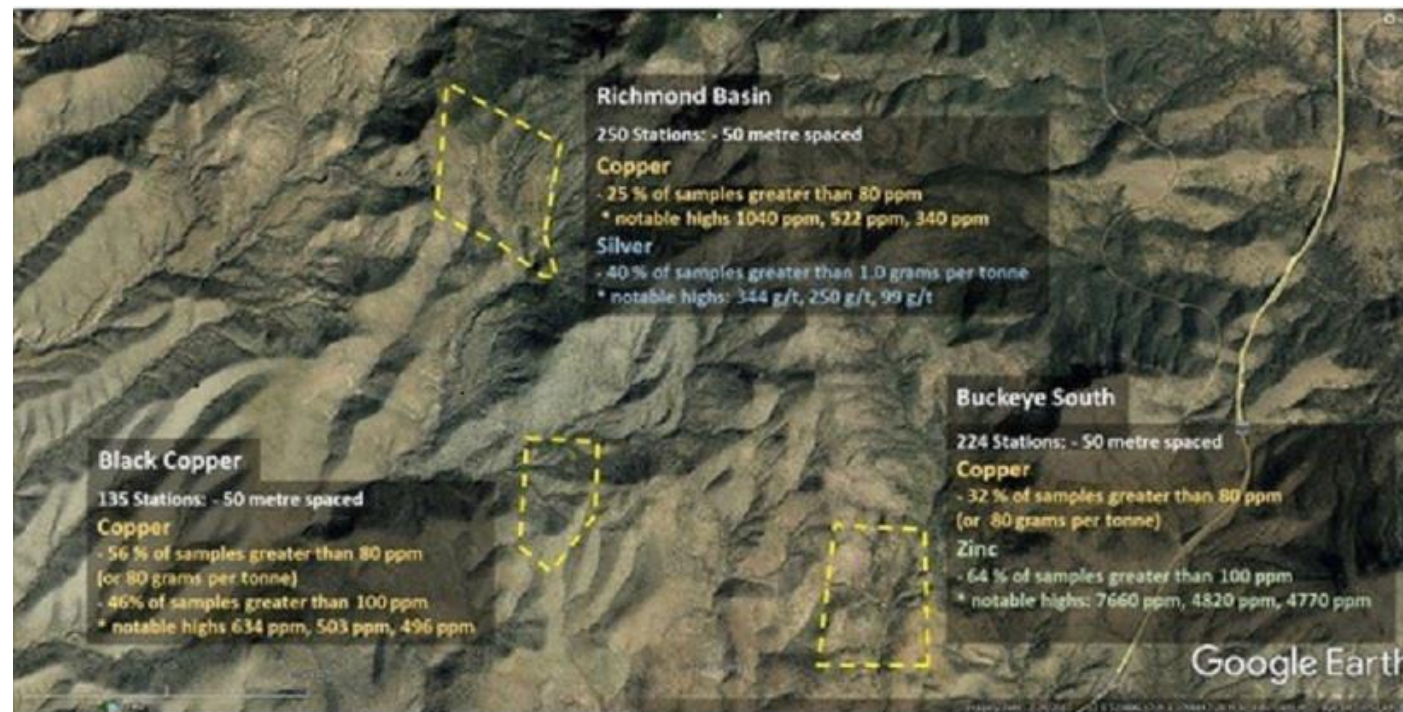 Richmond Basin
250 Stations: - 50 metre spaced
Copper
- 25 % of samples greater than 80 ppm
* notable highs 1040 ppm, 522 ppm, 340 ppm
Silver
- 40 % of samples greater than 1.0 grams per tonne
* notable highs: 344 g/t, 250 g/t, 99 g/t
Buckeye South
224 Stations: - 50 metre spaced
Copper
- 32 % of samples greater than 80 ppm
(or 80 grams per tonne)
Zinc
- 64 % of samples greater than 100 ppm
* notable highs: 7660 ppm, 4820 ppm, 4770 ppm
Black Copper
135 Stations: - 50 metre spaced
Copper
- 56 % of samples greater than 80 ppm
(or 80 grams per tonne)
- 46% of samples greater than 100 ppm
* notable highs 634 ppm, 503 ppm, 496 ppm
Google Earth